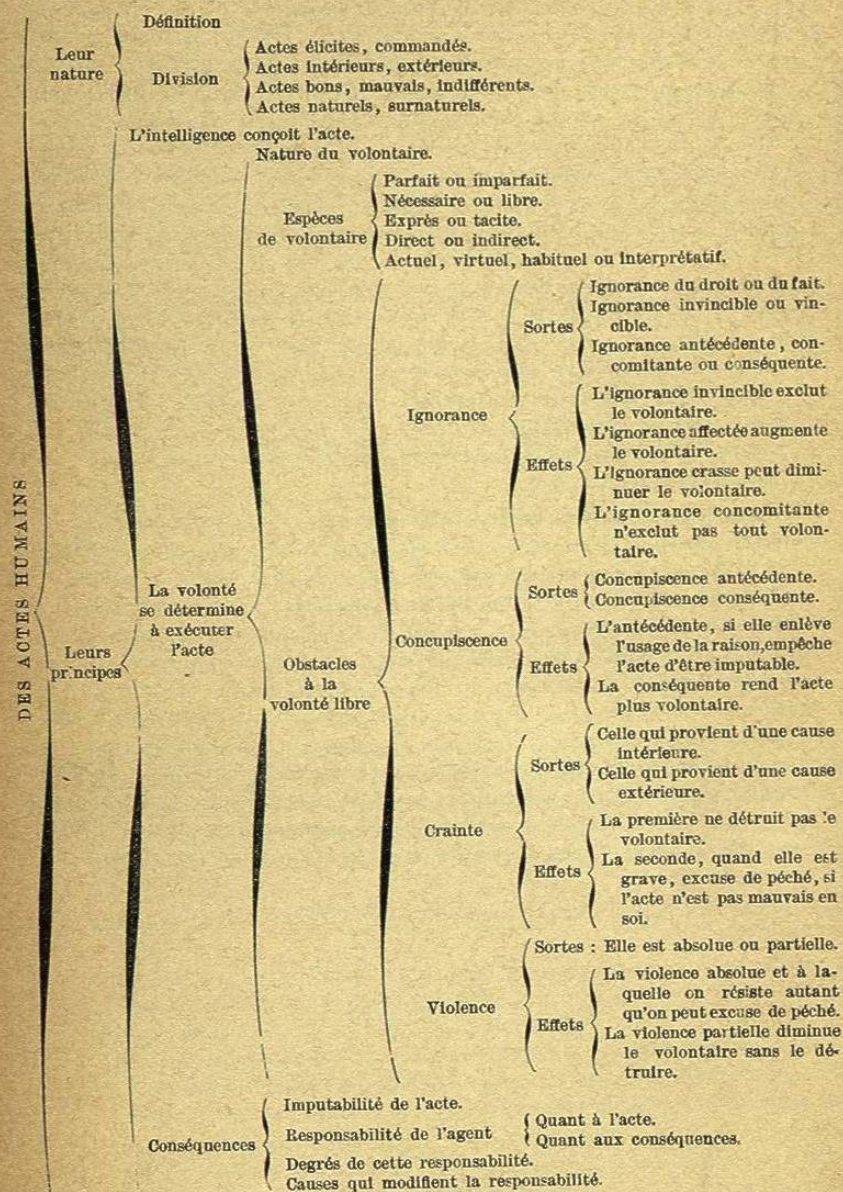 DES ACTES HUMAINS
Leur
nature
Définition
Division
Actes élicites, commandés.
Actes intérieurs, extérieurs.
Actes bons, mauvais, indifférents.
Actes naturels, surnaturels.
Leurs
principes
L'intelligence conçoit l'acte.
La volonté
se détermine
à exécuter
l'acte
Nature du volontaire.
Espèces
de volontaire
Parfait ou imparfait.
Nécessaire ou libre.
Exprès ou tacite.
Direct ou indirect.
Actuel, virtuel, habituel ou interprétatif.
Obstacles
à la
volonté libre
Ignorance
Sortes
Ignorance du droit ou du fait.
Ignorance invincible ou vin-
cible.
Ignorance antécédente, con-
comitante ou conséquente.
Effets
L'ignorance invincible exclut
le volontaire.
L'ignorance affectée augmente
le volontaire.
L'ignorance crasse peut dimi-
nuer le volontaire.
L'ignorance concomitante
n'exclut pas tout volon-
taire.
Concupiscence
Sortes
Concupiscence antécédente.
Concupiscence conséquente.
Effets
L'antécédente, si elle enlève
l'usage de la raison, empêche
l'acte d'être imputable.
La conséquente rend l'acte
plus volontaire.
Crainte
Sortes
Celle qui provient d'une cause
intérieure.
Celle qui provient d'une cause
extérieure.
Effets
La première ne détruit pas le
volontaire.
La seconde, quand elle est
grave, excuse de péché, si
l'acte n'est pas mauvais en
soi.
Violence
Sortes : Elle est absolue ou partielle.
Effets
La violence absolue et à la-
quelle on résiste autant
qu'on peut excuse de péché.
La violence partielle diminue
le volontaire sans le dé-
truire.
Conséquences
Imputabilité de l'acte.
Responsabilité de l'agent
Quant à l'acte.
Quant aux conséquences.
Degrés de cette responsabilité.
Causes qui modifient la responsabilité.